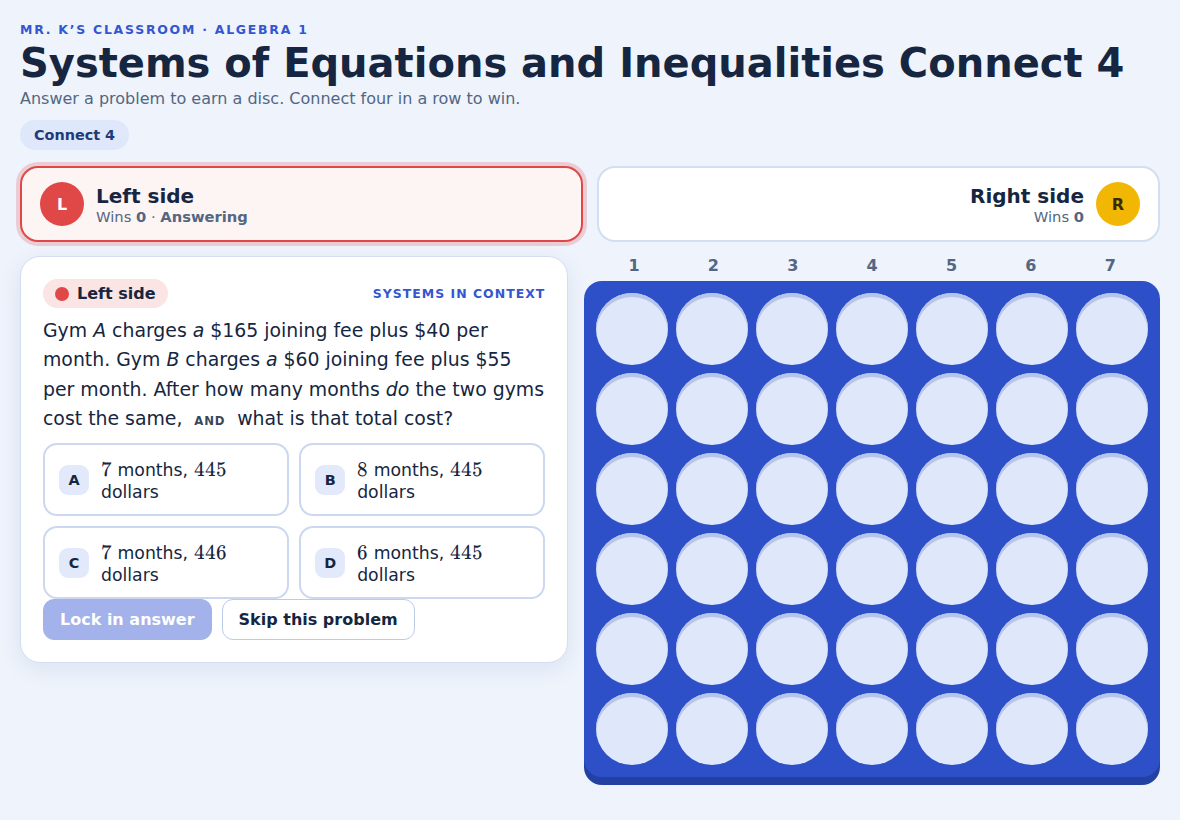 MR. K’S CLASSROOM · ALGEBRA 1
Systems of Equations and Inequalities Connect 4
Answer a problem to earn a disc. Connect four in a row to win.
Connect 4
L
Left side
Wins 0 · Answering
Right side
Wins 0
R
Left side
SYSTEMS IN CONTEXT
Gym A charges a $165 joining fee plus $40 per
month. Gym B charges a $60 joining fee plus $55
per month. After how many months do the two gyms
cost the same, AND what is that total cost?
A
7 months, 445
dollars
B
8 months, 445
dollars
C
7 months, 446
dollars
D
6 months, 445
dollars
Lock in answer
Skip this problem
1 2 3 4 5 6 7